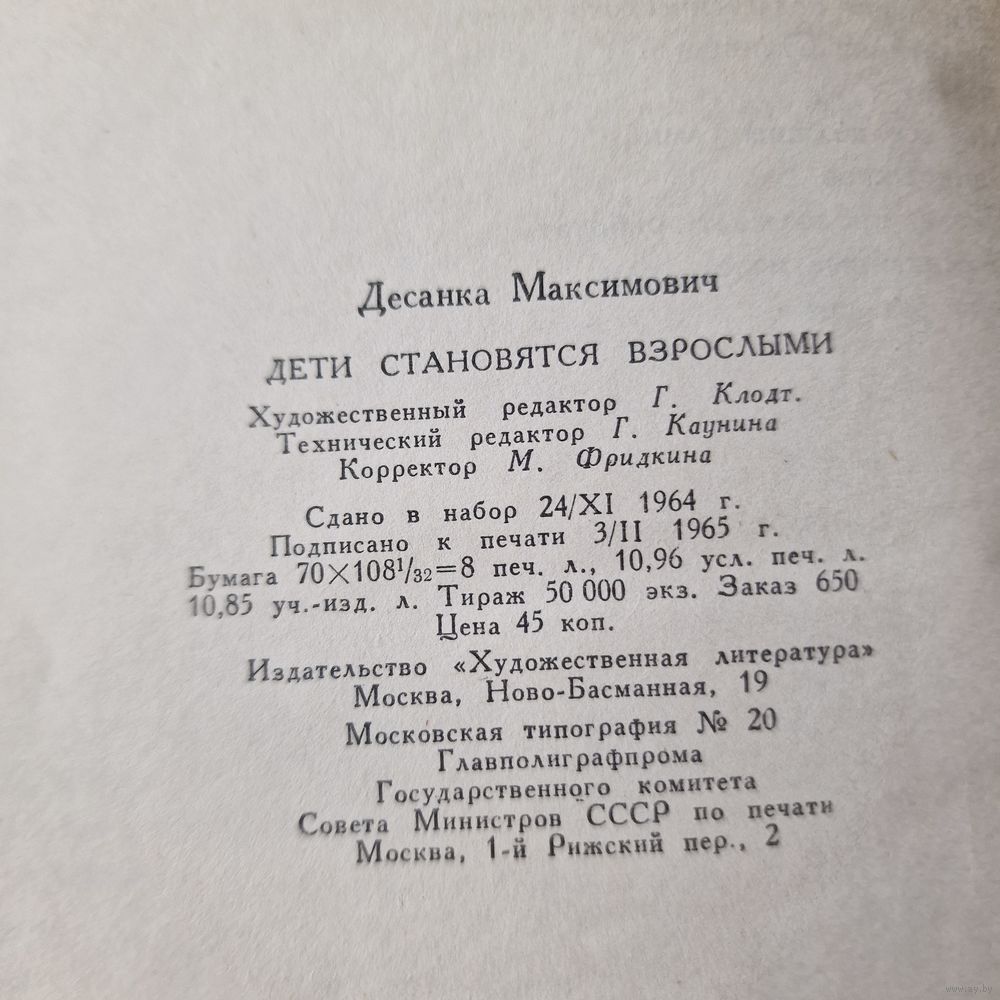 Десанка Максимович
ДЕТИ СТАНОВЯТСЯ ВЗРОСЛЫМИ
Художественный редактор Г. Клодт.
Технический редактор Г. Каунина
Корректор М. Фридкина
Сдано в набор 24/XI 1964 г.
Подписано к печати 3/II 1965 г.
Бумага 70×108¹/₃₂=8 печ. л., 10,96 усл. печ. л.
10,85 уч.-изд. л. Тираж 50 000 экз. Заказ 650
Цена 45 коп.
Издательство «Художественная литература»
Москва, Ново-Басманная, 19
Московская типография № 20
Главполиграфпрома
Государственного комитета
Совета Министров СССР по печати
Москва, 1-й Рижский пер., 2
www.ay.by